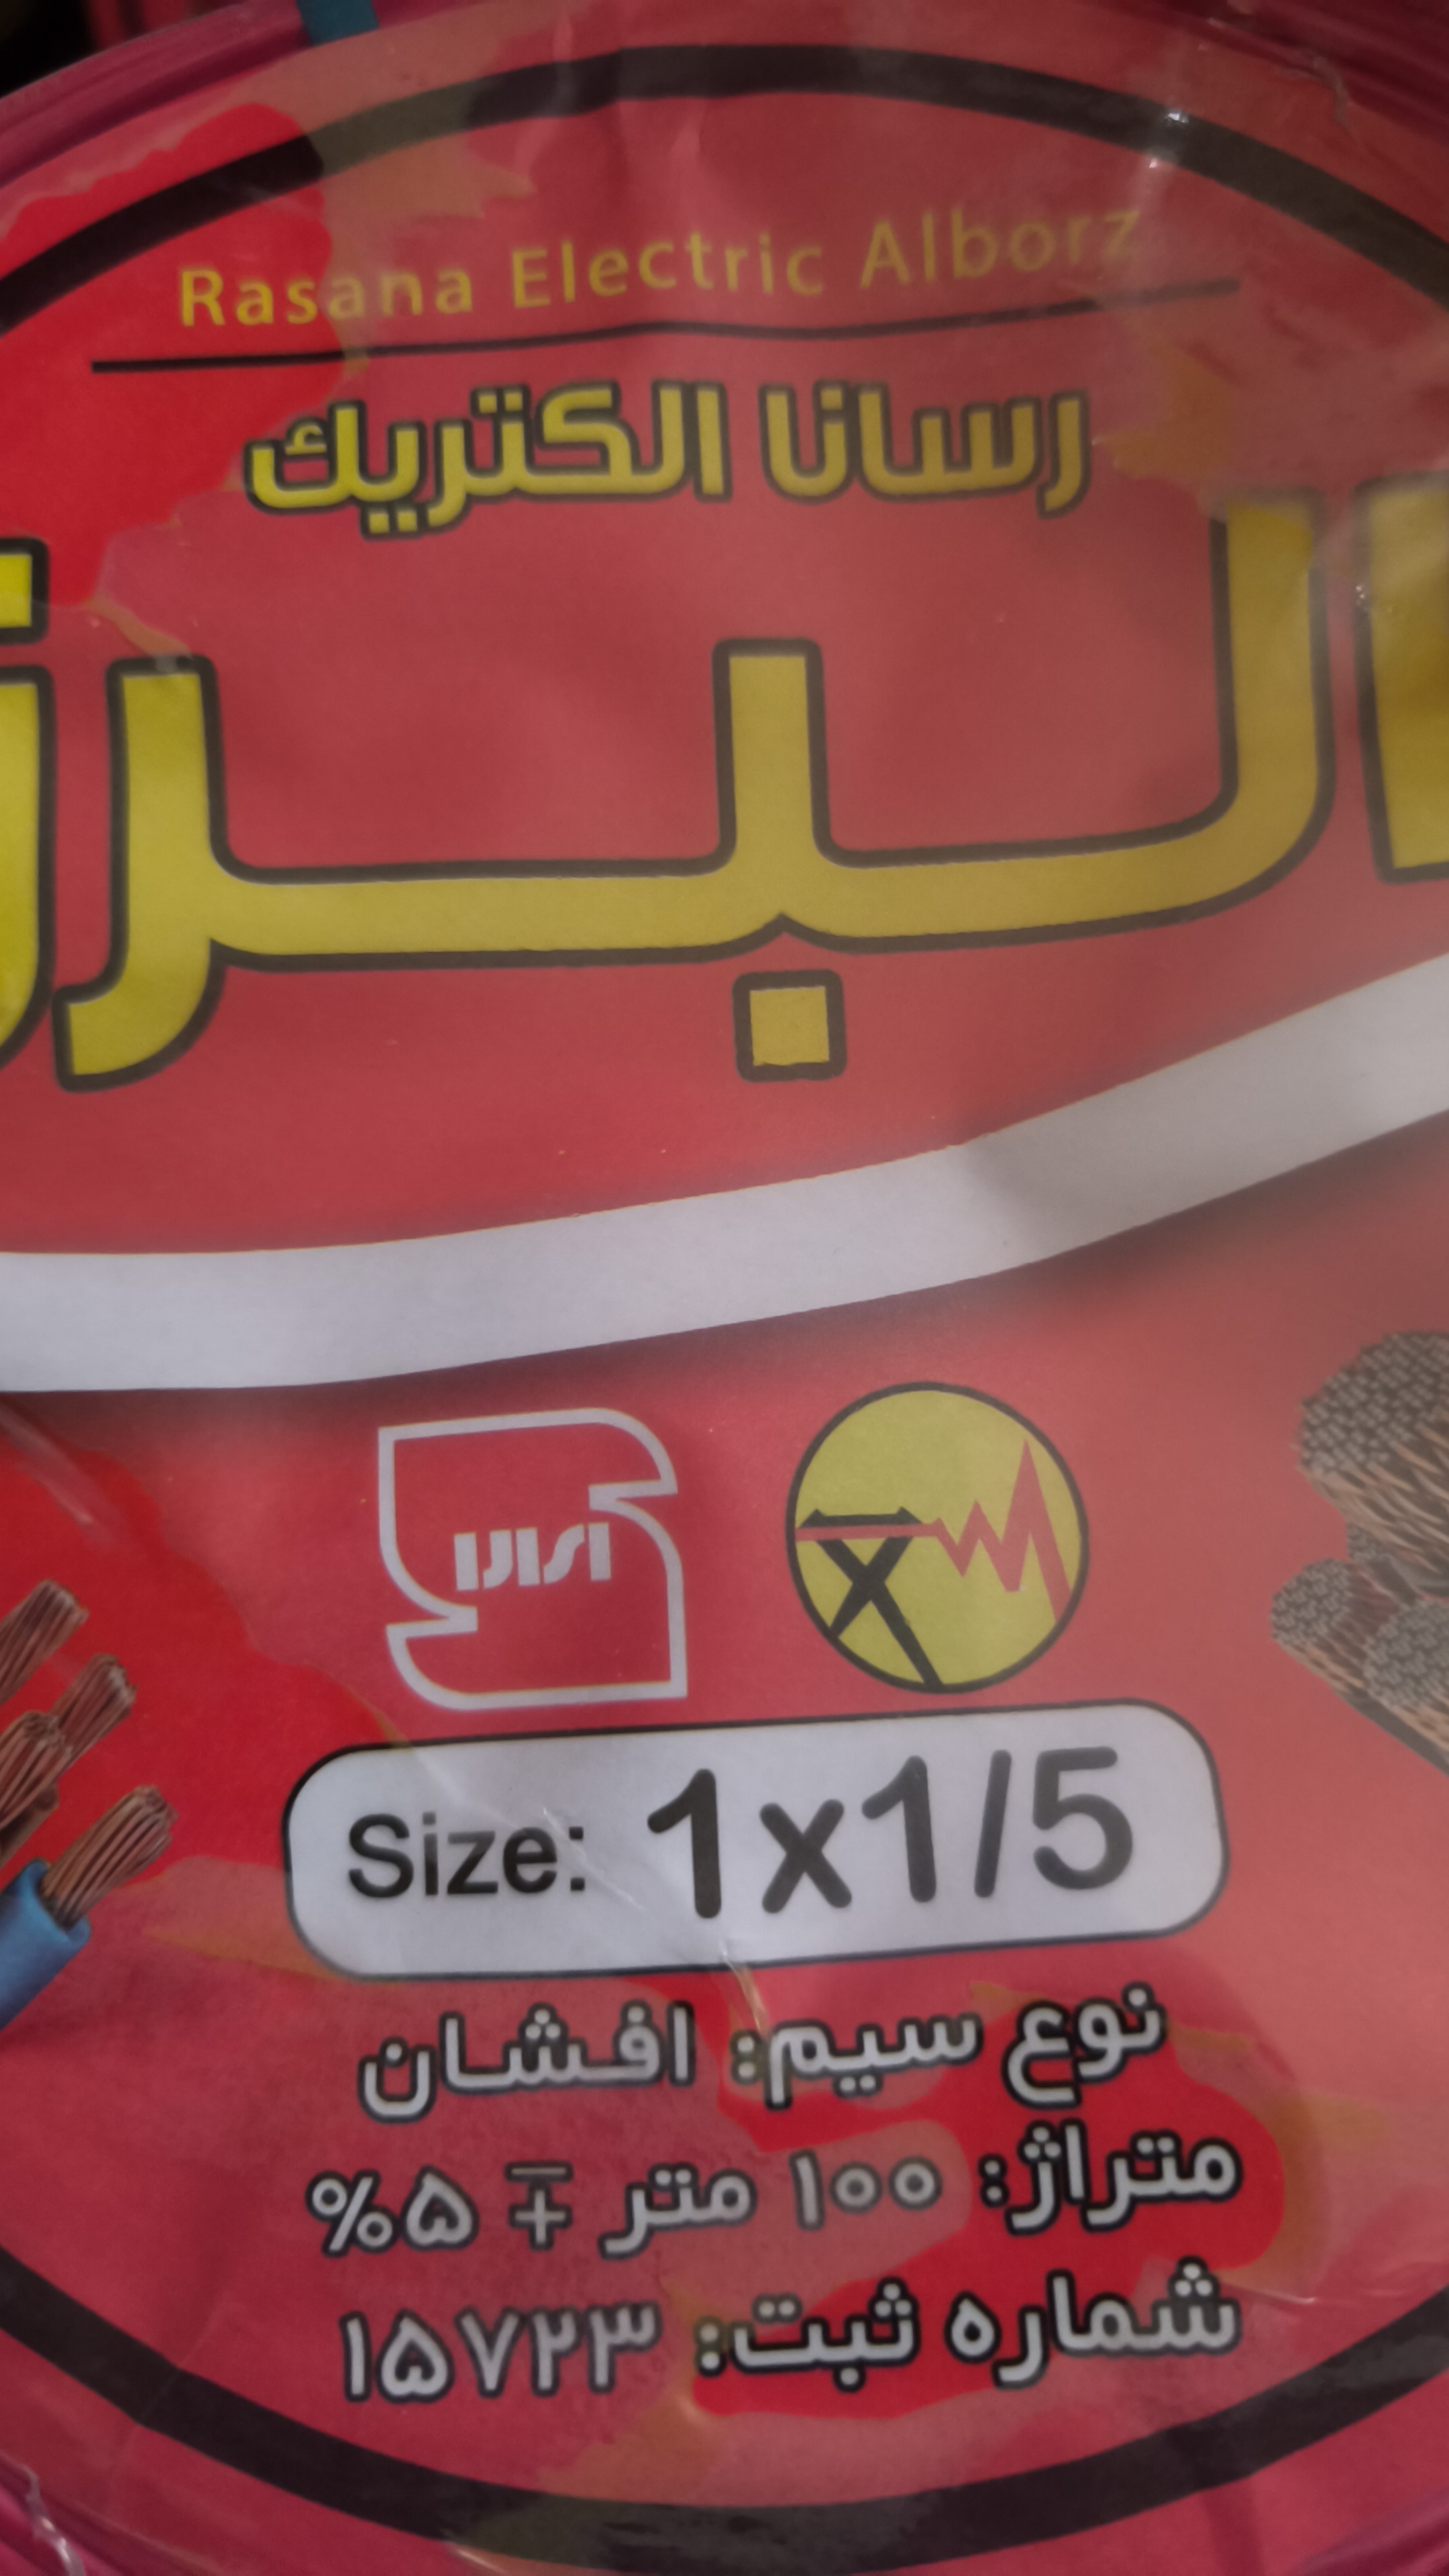 Rasana Electric Alborz
رسانا الکتریک
البرز
Size: 1x1/5
نوع سیم: افشان
متراژ: ۱۰۰ متر ∓ ۵%
شماره ثبت: ۱۵۷۲۳